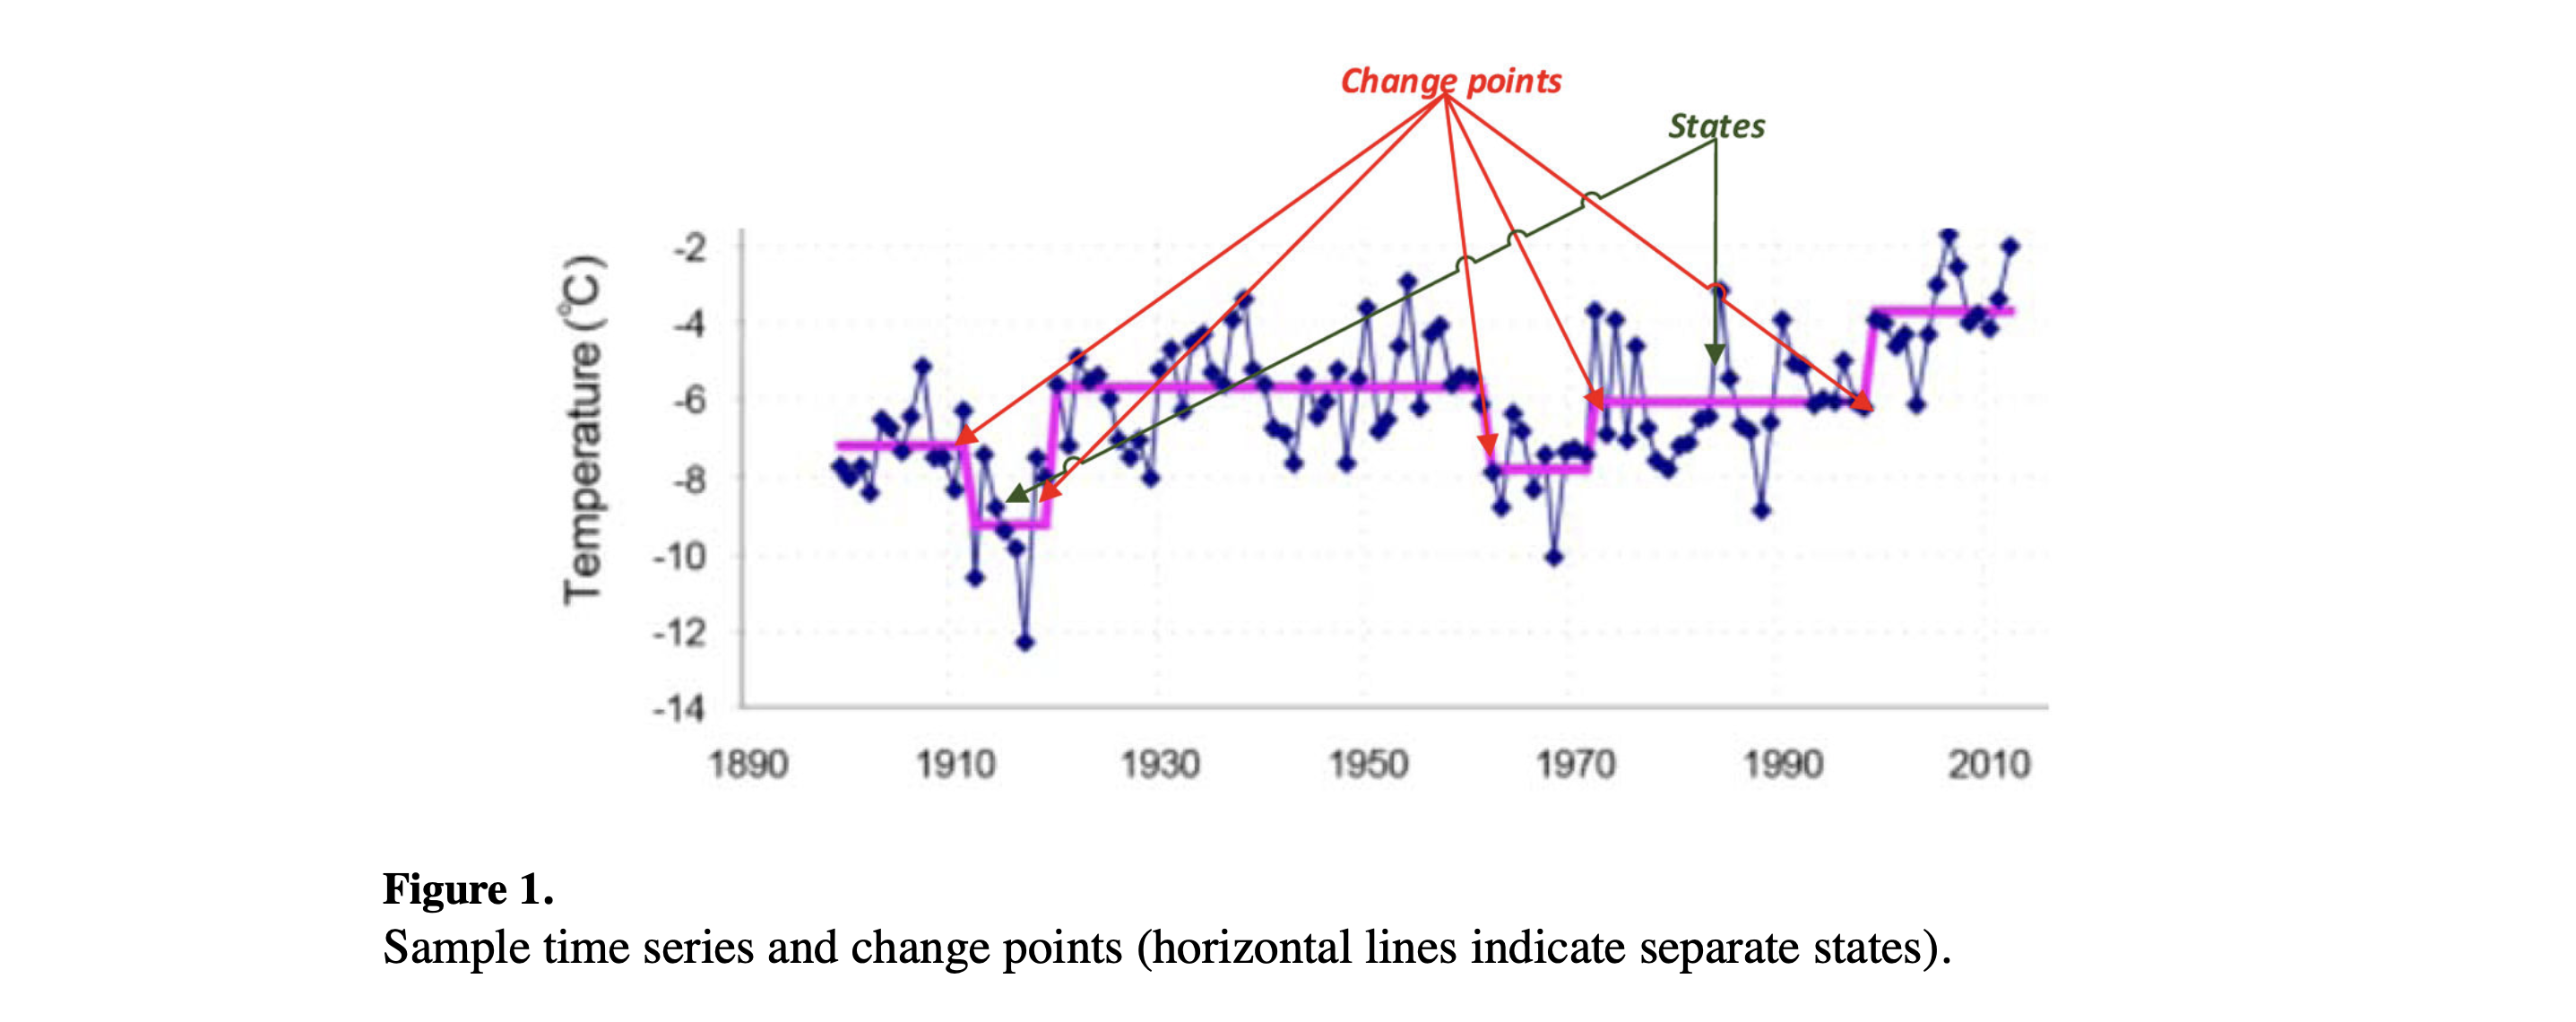 Change points
States
Temperature (°C)
-2
-4
-6
-8
-10
-12
-14
1890 1910 1930 1950 1970 1990 2010
Figure 1.
Sample time series and change points (horizontal lines indicate separate states).